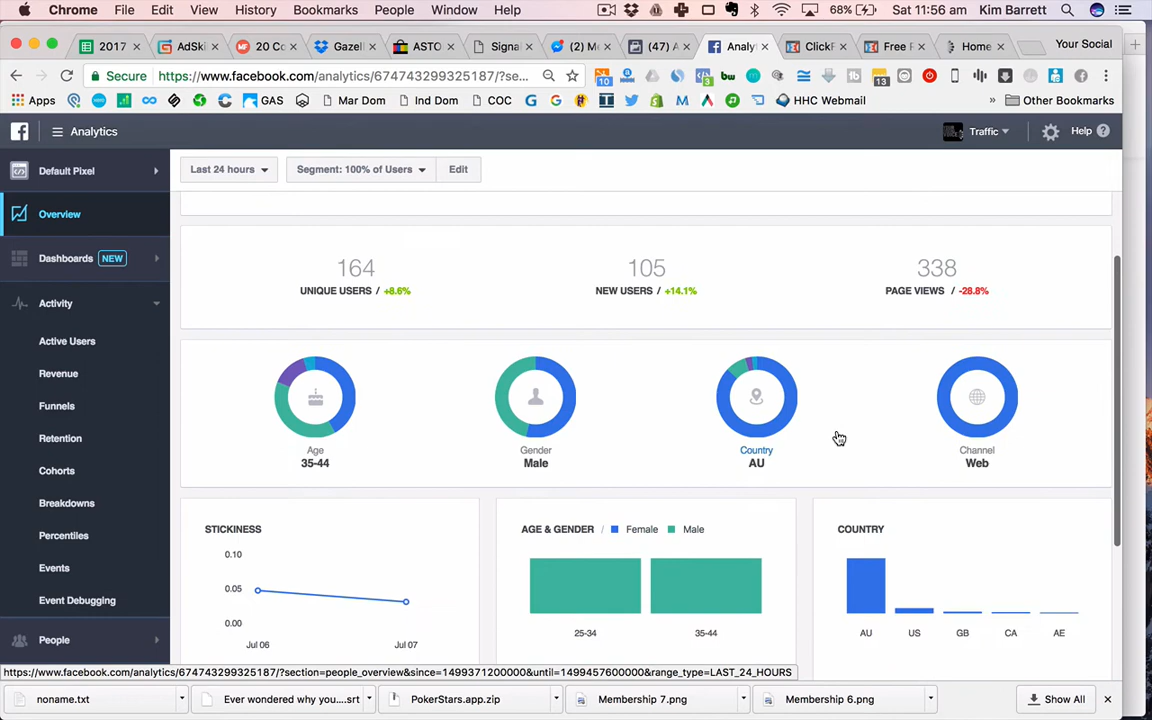 Chrome File Edit View History Bookmarks People Window Help 68% Sat 11:56 am Kim Barrett
2017 AdSki 20 Co Gazell ASTO Signa (2) Me (47) A Analy ClickF Free F Home Your Social
Secure https://www.facebook.com/analytics/674743299325187/?se...
Apps GAS Mar Dom Ind Dom COC HHC Webmail » Other Bookmarks
Analytics Traffic Help
Default Pixel Last 24 hours Segment: 100% of Users Edit
Overview
Dashboards NEW
Activity
Active Users
Revenue
Funnels
Retention
Cohorts
Breakdowns
Percentiles
Events
Event Debugging
People
164 105 338
UNIQUE USERS / +8.6% NEW USERS / +14.1% PAGE VIEWS / -28.8%
Age Gender Country Channel
35-44 Male AU Web
STICKINESS
0.10
0.05
0.00
Jul 06 Jul 07
AGE & GENDER / Female Male
25-34 35-44
COUNTRY
AU US GB CA AE
https://www.facebook.com/analytics/674743299325187/?section=people_overview&since=1499371200000&until=1499457600000&range_type=LAST_24_HOURS
noname.txt Ever wondered why you....srt PokerStars.app.zip Membership 7.png Membership 6.png Show All